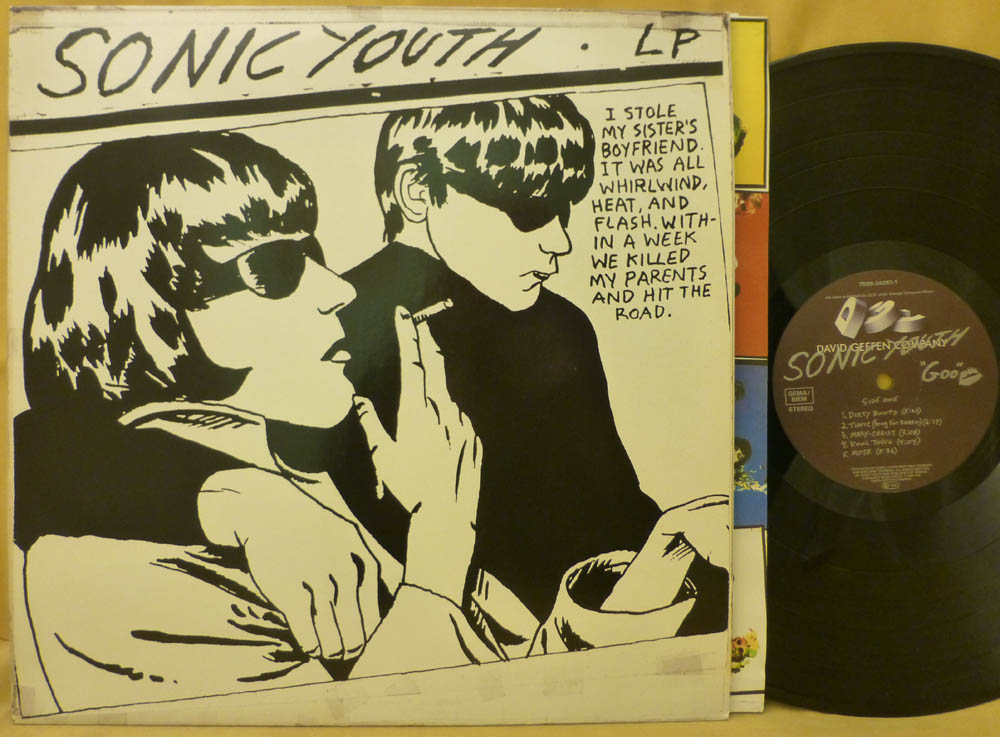 SONIC YOUTH · LP
I STOLE
MY SISTER'S
BOYFRIEND.
IT WAS ALL
WHIRLWIND,
HEAT, AND
FLASH. WITH-
IN A WEEK
WE KILLED
MY PARENTS
AND HIT THE
ROAD.
DAVID GEFFEN COMPANY
SONIC YOUTH
"GOO"
GEMA/
BIEM
STEREO
SIDE ONE
1. DIRTY BOOTS
2. TUNIC (Song For Karen)
3. MARY-CHRIST
4. KOOL THING
5. MOTE